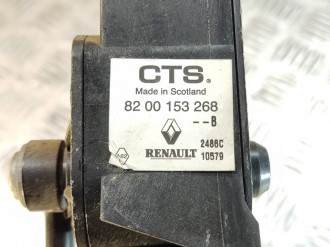 CTS.
Made in Scotland
82 00 153 268
--B
2486C
RENAULT 10579